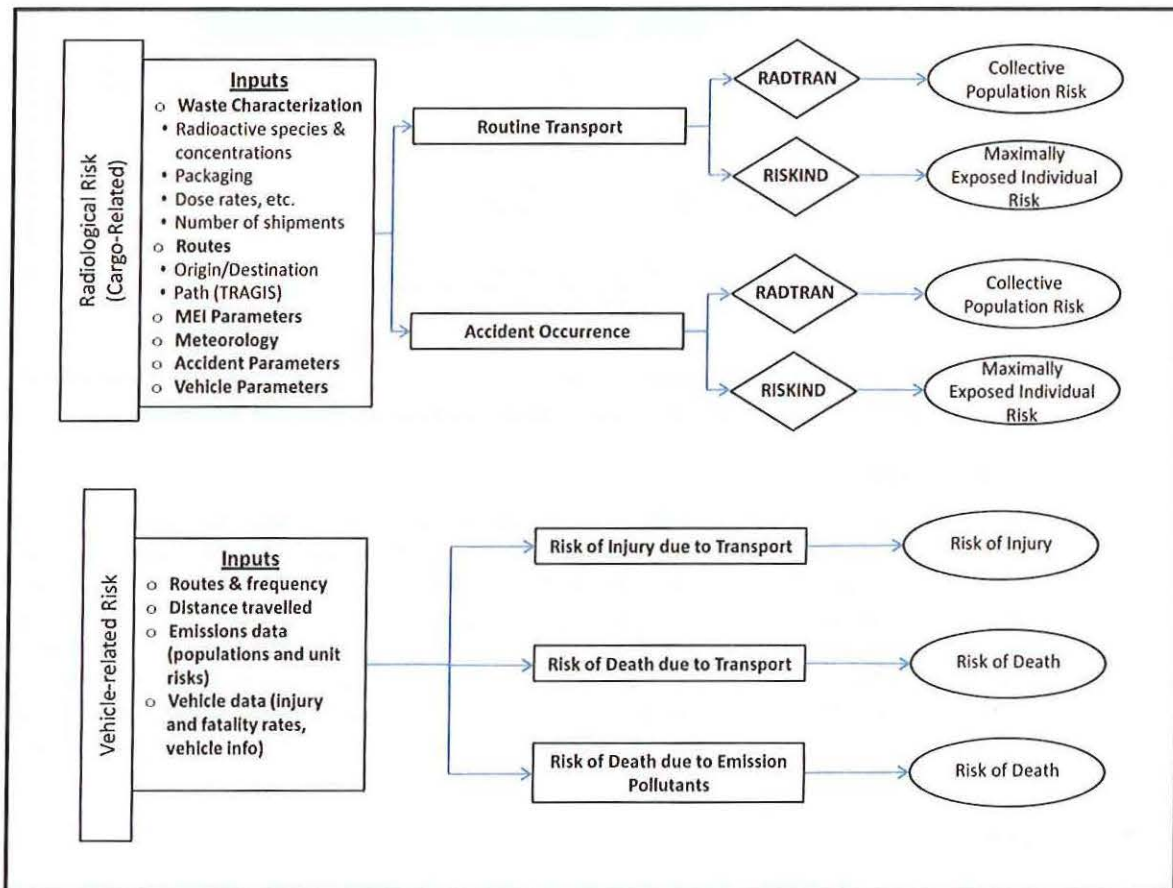 Radiological Risk
(Cargo-Related)
Inputs
o Waste Characterization
• Radioactive species &
concentrations
• Packaging
• Dose rates, etc.
• Number of shipments
o Routes
• Origin/Destination
• Path (TRAGIS)
o MEI Parameters
o Meteorology
o Accident Parameters
o Vehicle Parameters
Routine Transport
RADTRAN
Collective
Population Risk
RISKIND
Maximally
Exposed Individual
Risk
Accident Occurrence
RADTRAN
Collective
Population Risk
RISKIND
Maximally
Exposed Individual
Risk
Vehicle-related Risk
Inputs
o Routes & frequency
o Distance travelled
o Emissions data
(populations and unit
risks)
o Vehicle data (injury
and fatality rates,
vehicle info)
Risk of Injury due to Transport
Risk of Injury
Risk of Death due to Transport
Risk of Death
Risk of Death due to Emission
Pollutants
Risk of Death